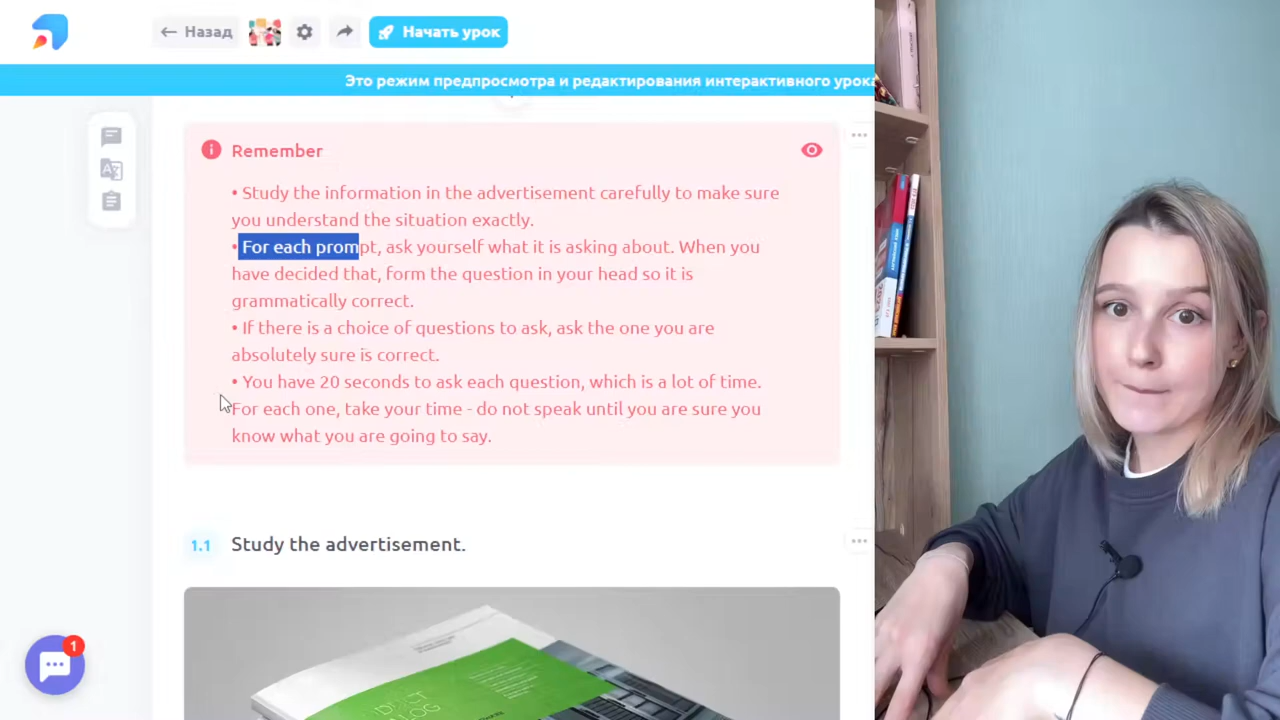 Назад
Начать урок
Это режим предпросмотра и редактирования интерактивного урока
Remember
• Study the information in the advertisement carefully to make sure
you understand the situation exactly.
• For each prompt, ask yourself what it is asking about. When you
have decided that, form the question in your head so it is
grammatically correct.
• If there is a choice of questions to ask, ask the one you are
absolutely sure is correct.
• You have 20 seconds to ask each question, which is a lot of time.
For each one, take your time - do not speak until you are sure you
know what you are going to say.
1.1 Study the advertisement.
1